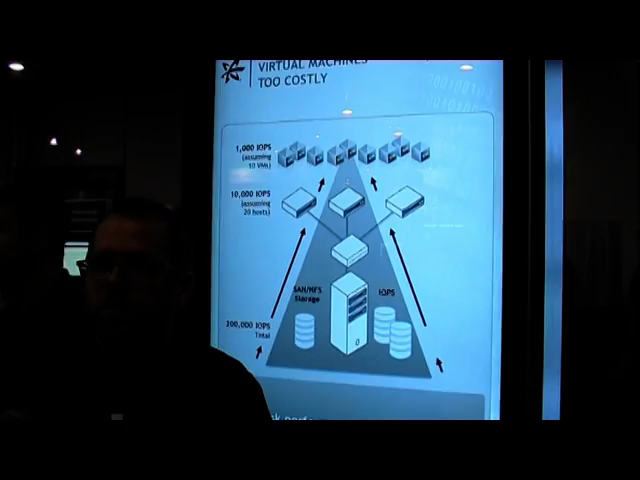 VIRTUAL MACHINES
TOO COSTLY
1,000 IOPS
(assuming
10 VMs)
10,000 IOPS
(assuming
20 hosts)
SAN/NFS
Storage
IOPS
200,000 IOPS
Total